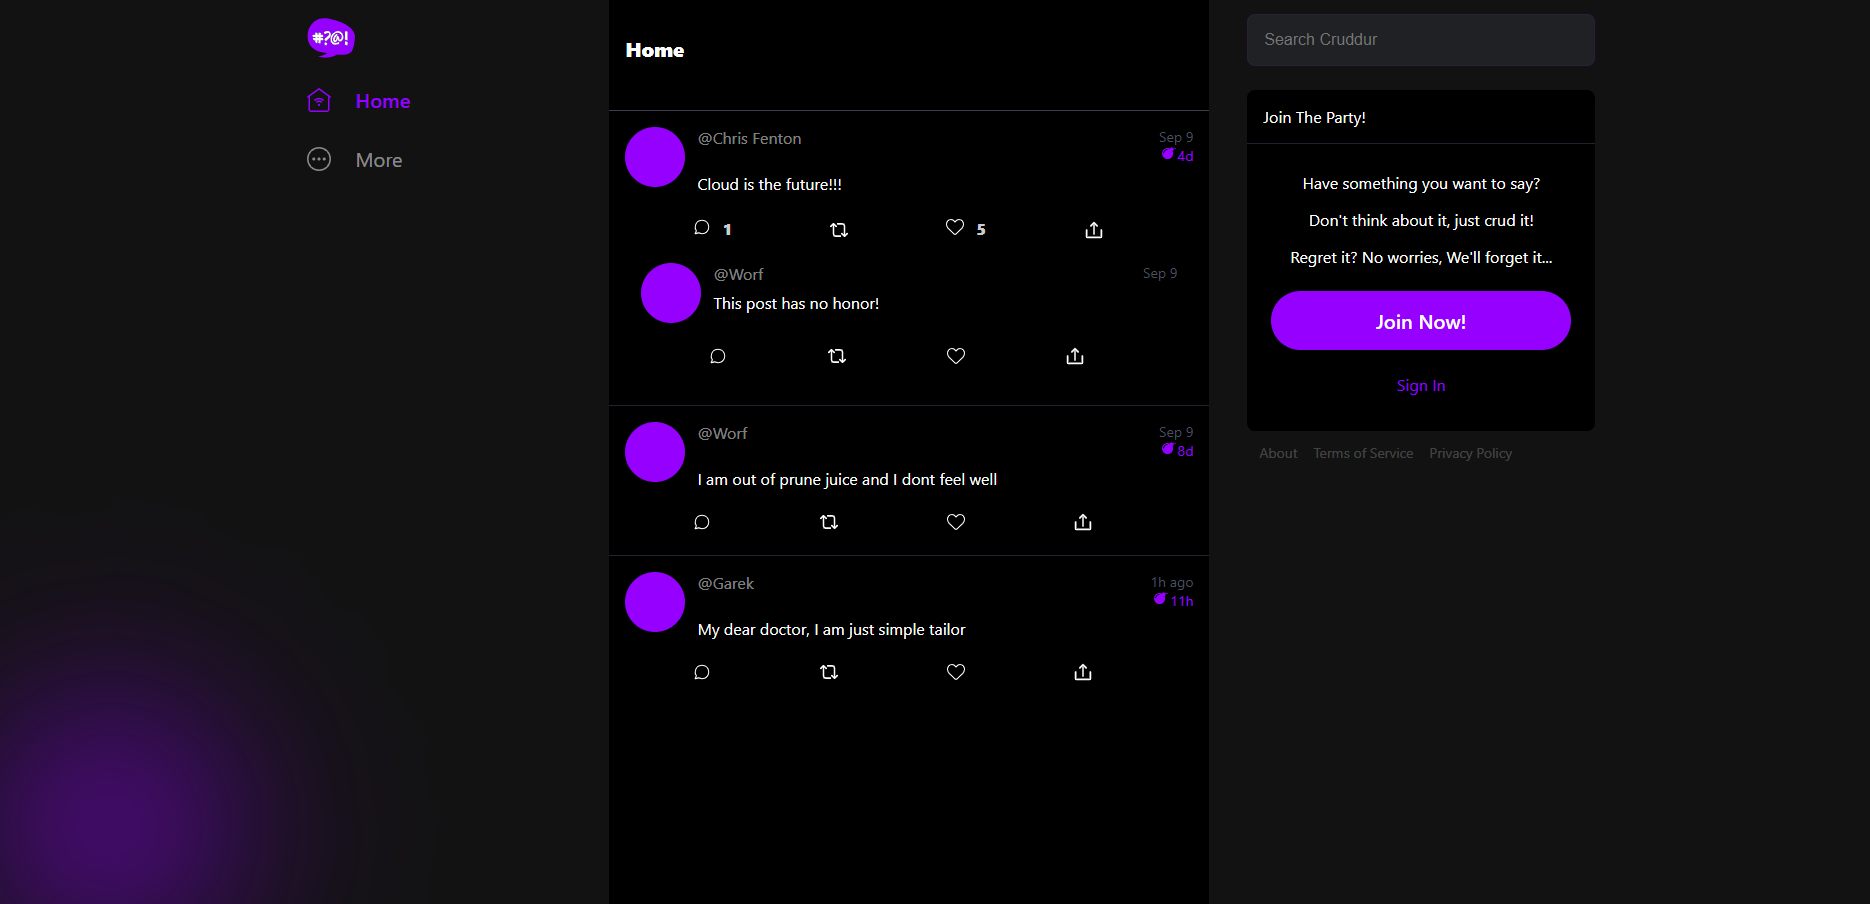 #?@!
Home
More
Home
@Chris Fenton
Sep 9
4d
Cloud is the future!!!
1
5
@Worf
Sep 9
This post has no honor!
@Worf
Sep 9
8d
I am out of prune juice and I dont feel well
@Garek
1h ago
11h
My dear doctor, I am just simple tailor
Search Cruddur
Join The Party!
Have something you want to say?
Don't think about it, just crud it!
Regret it? No worries, We'll forget it...
Join Now!
Sign In
About Terms of Service Privacy Policy